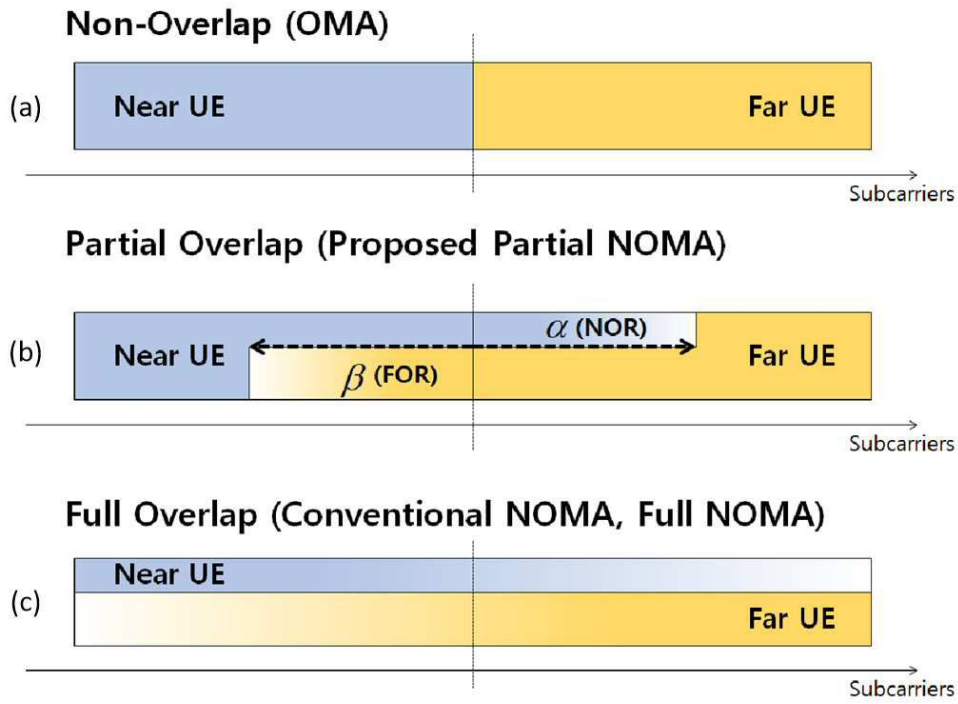 Non-Overlap (OMA)
(a)
Near UE
Far UE
Subcarriers
Partial Overlap (Proposed Partial NOMA)
(b)
Near UE
α (NOR)
β (FOR)
Far UE
Subcarriers
Full Overlap (Conventional NOMA, Full NOMA)
(c)
Near UE
Far UE
Subcarriers